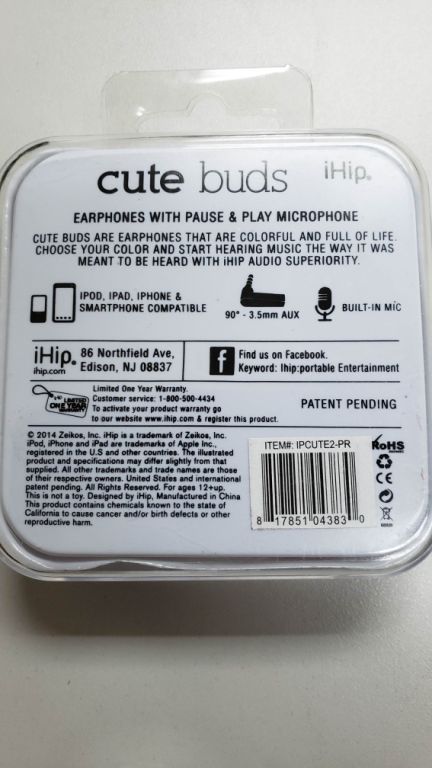 cute buds
iHip®
EARPHONES WITH PAUSE & PLAY MICROPHONE
CUTE BUDS ARE EARPHONES THAT ARE COLORFUL AND FULL OF LIFE.
CHOOSE YOUR COLOR AND START HEARING MUSIC THE WAY IT WAS
MEANT TO BE HEARD WITH iHIP AUDIO SUPERIORITY.
IPOD, IPAD, IPHONE &
SMARTPHONE COMPATIBLE
90° - 3.5mm AUX
BUILT-IN MIC
iHip®
ihip.com
86 Northfield Ave,
Edison, NJ 08837
f
Find us on Facebook.
Keyword: Ihip:portable Entertainment
LIMITED
ONE YEAR
WARRANTY
Limited One Year Warranty.
Customer service: 1-800-500-4434
To activate your product warranty go
to our website www.ihip.com & register this product.
PATENT PENDING
© 2014 Zeikos, Inc. iHip is a trademark of Zeikos, Inc.
iPod, iPhone and iPad are trademarks of Apple Inc.,
registered in the U.S and other countries. The illustrated
product and specifications may differ slightly from that
supplied. All other trademarks and trade names are those
of their respective owners. United States and international
patent pending. All Rights Reserved. For ages 12+up.
This is not a toy. Designed by iHip, Manufactured in China
This product contains chemicals known to the state of
California to cause cancer and/or birth defects or other
reproductive harm.
ITEM#: IPCUTE2-PR
8 17851 04383 0
RoHS
CE